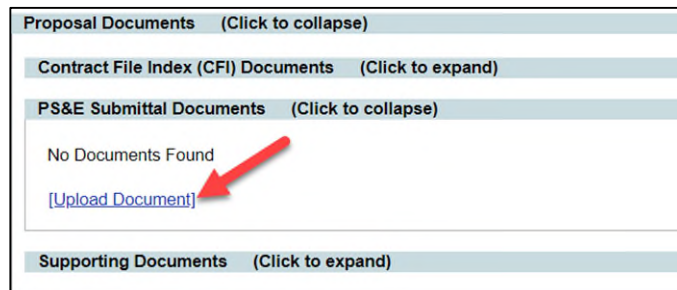 Proposal Documents (Click to collapse)
Contract File Index (CFI) Documents (Click to expand)
PS&E Submittal Documents (Click to collapse)
No Documents Found
[Upload Document]
Supporting Documents (Click to expand)